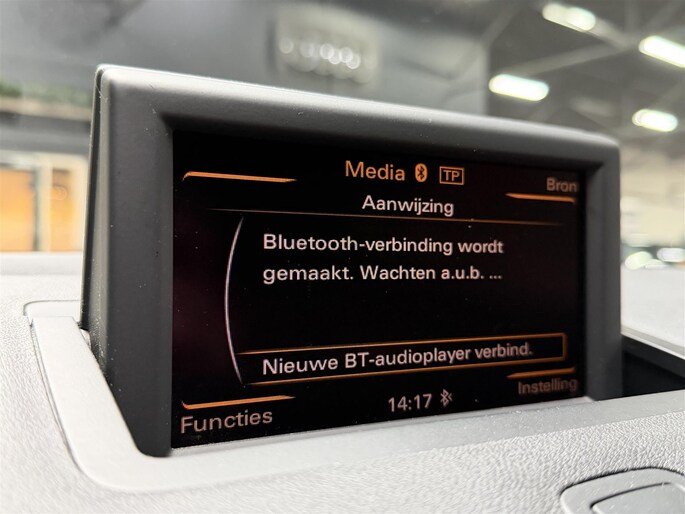 Media TP
Bron
Aanwijzing
Bluetooth-verbinding wordt
gemaakt. Wachten a.u.b. ...
Nieuwe BT-audioplayer verbind.
Instelling
14:17
Functies